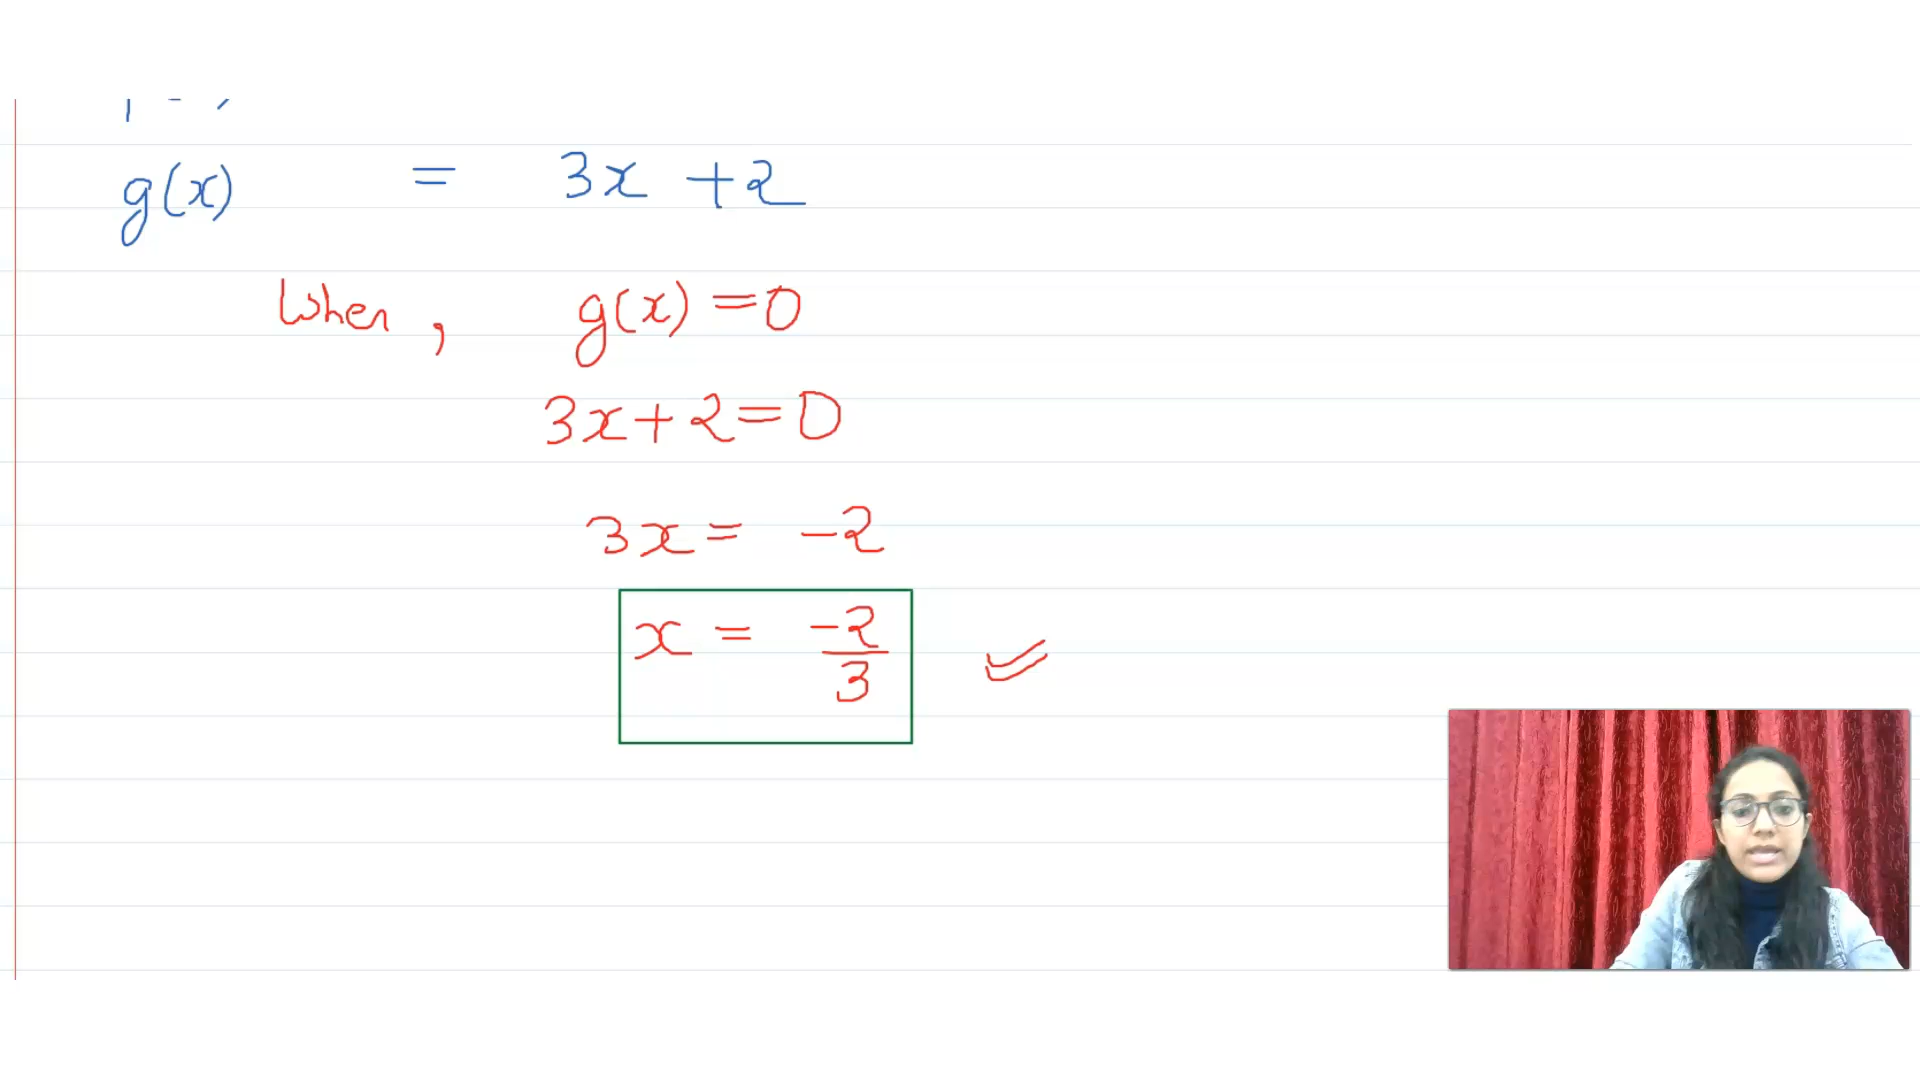 g(x) = 3x + 2
When, g(x) = 0
3x + 2 = 0
3x = -2
x = -2/3